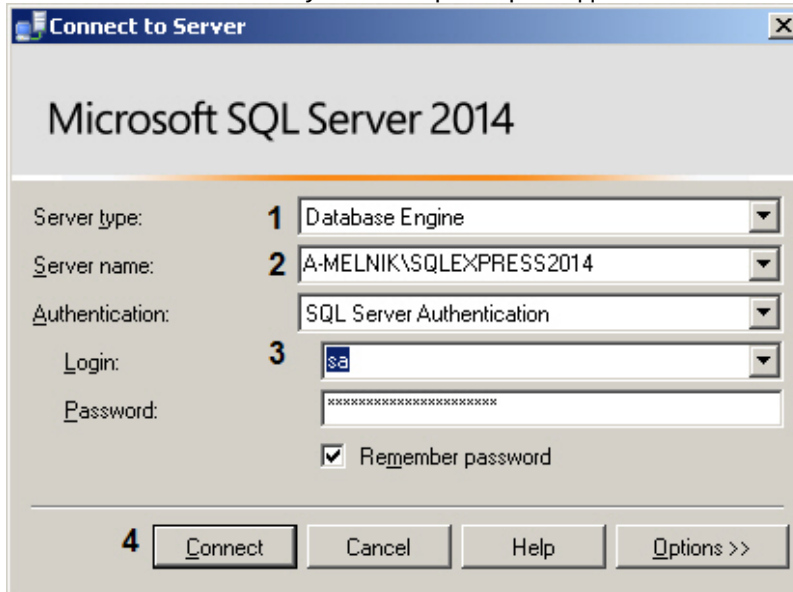 Connect to Server
Microsoft SQL Server 2014
Server type: 1 Database Engine
Server name: 2 A-MELNIK\SQLEXPRESS2014
Authentication: SQL Server Authentication
Login: 3 sa
Password: **********************
Remember password
4 Connect Cancel Help Options >>